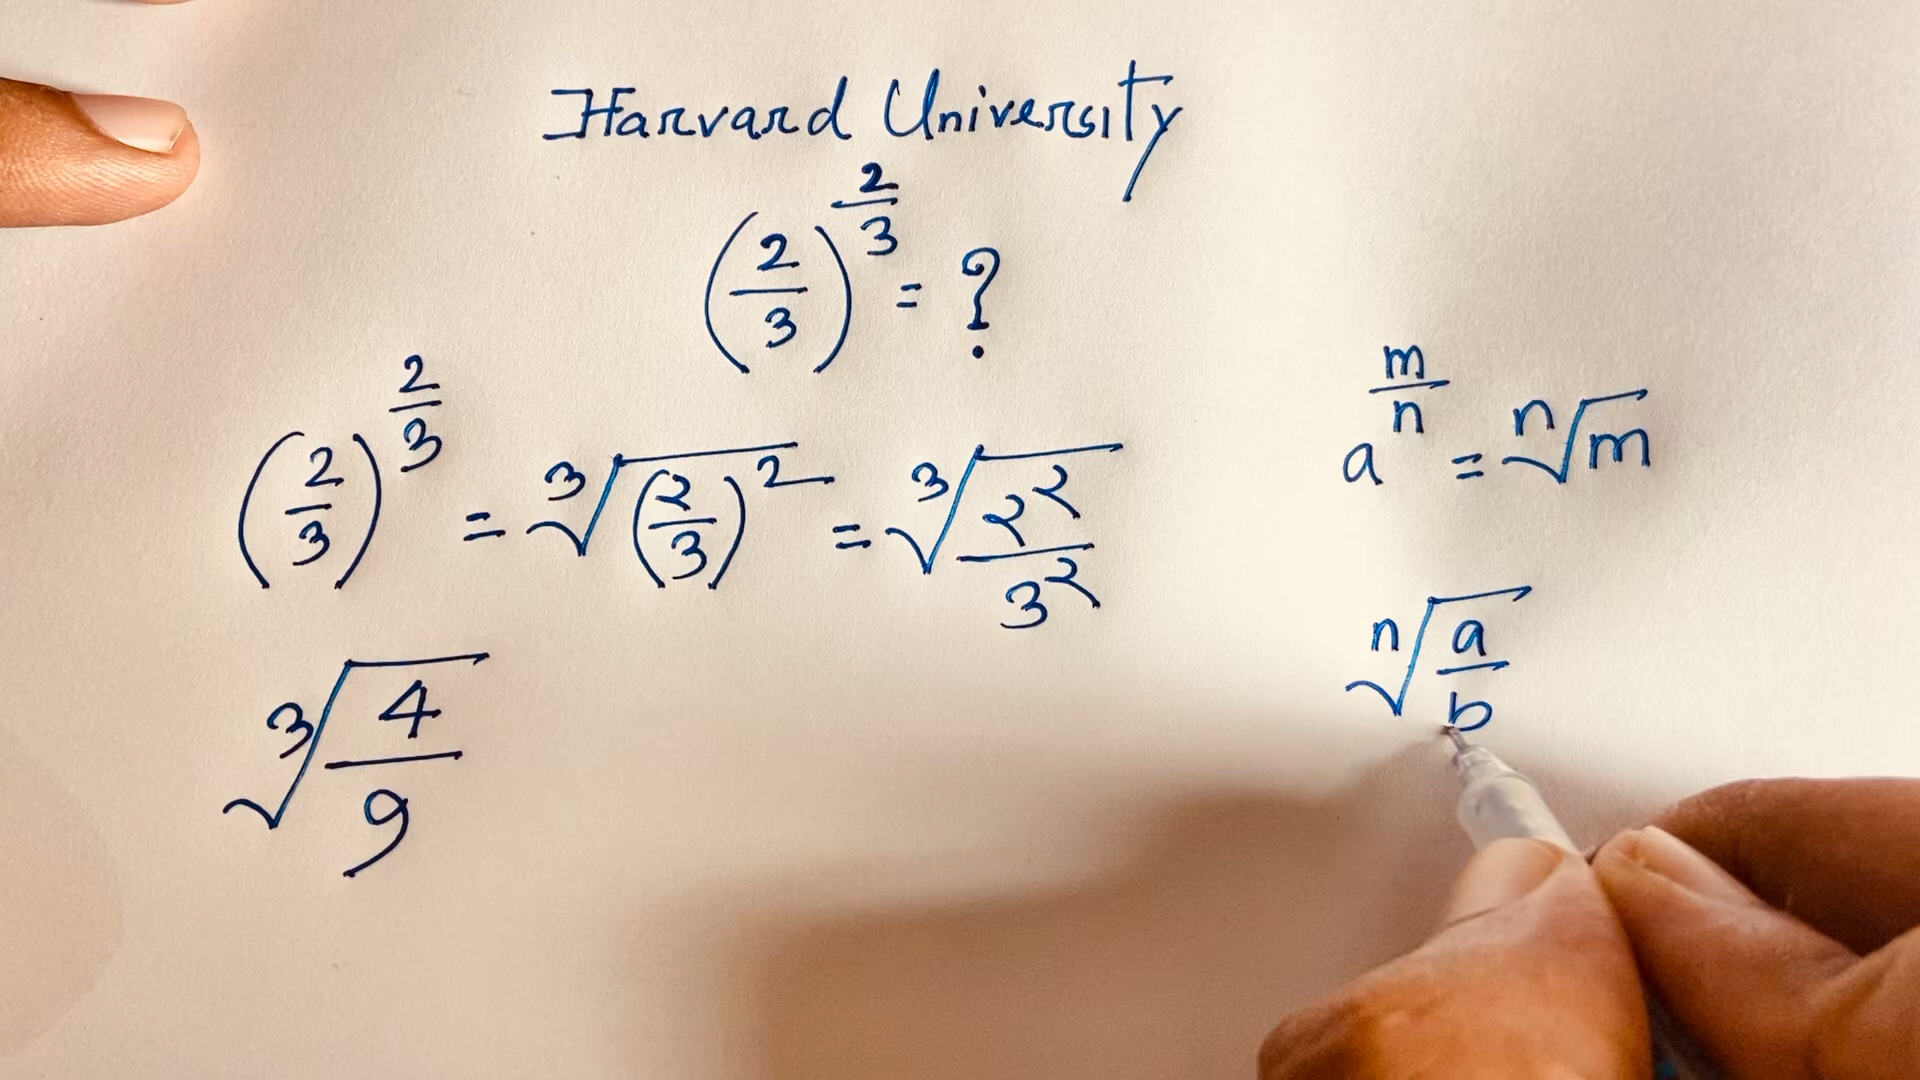 Harvard University
(2/3)^(2/3) = ?
(2/3)^(2/3) = ∛(2/3)² = ∛(2²/3²)
∛(4/9)
a^(m/n) = ⁿ√m
ⁿ√(a/b)